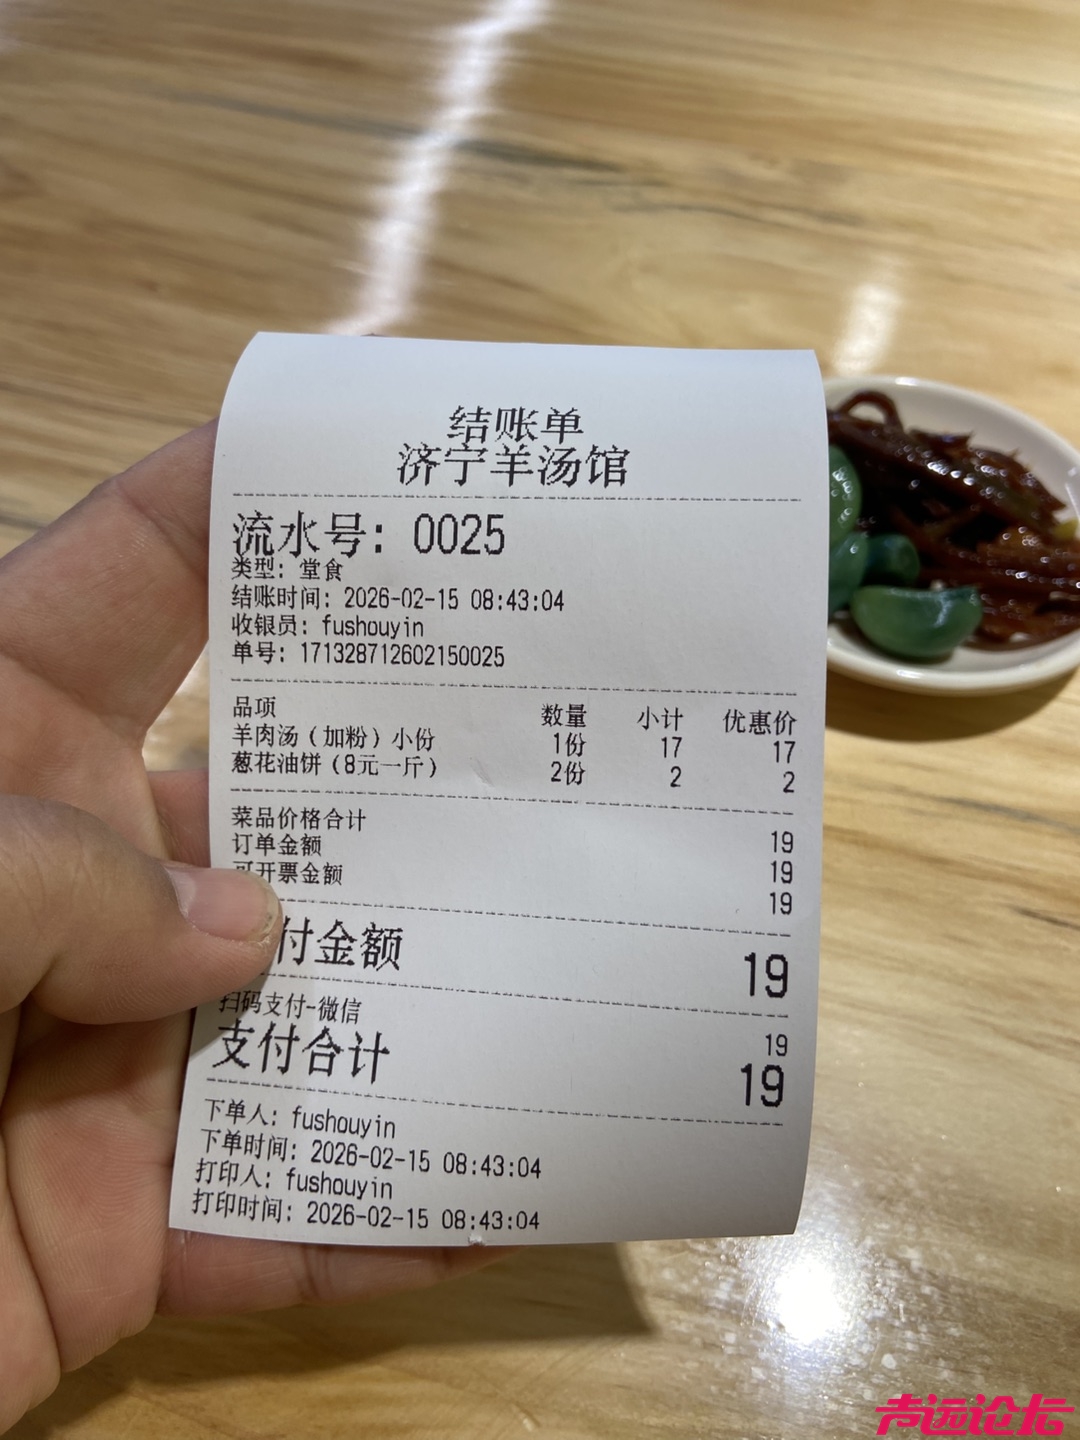 结账单
济宁羊汤馆
流水号: 0025
类型: 堂食
结账时间: 2026-02-15 08:43:04
收银员: fushouyin
单号: 171328712602150025
品项 数量 小计 优惠价
羊肉汤(加粉)小份 1份 17 17
葱花油饼(8元一斤) 2份 2 2
菜品价格合计 19
订单金额 19
可开票金额 19
付金额 19
扫码支付-微信 19
支付合计 19
下单人: fushouyin
下单时间: 2026-02-15 08:43:04
打印人: fushouyin
打印时间: 2026-02-15 08:43:04
声远论坛